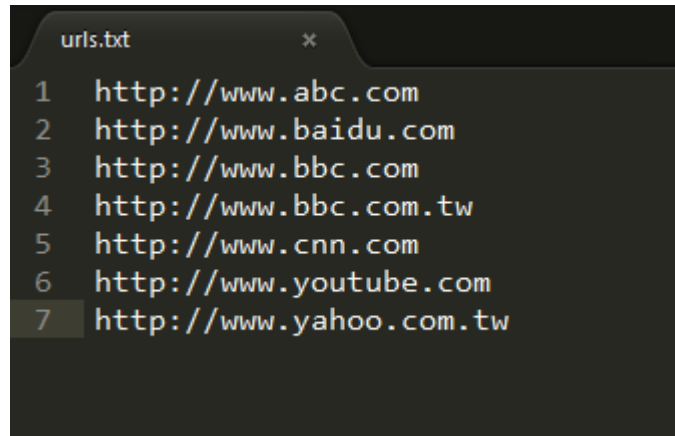 urls.txt ×
1 http://www.abc.com
2 http://www.baidu.com
3 http://www.bbc.com
4 http://www.bbc.com.tw
5 http://www.cnn.com
6 http://www.youtube.com
7 http://www.yahoo.com.tw